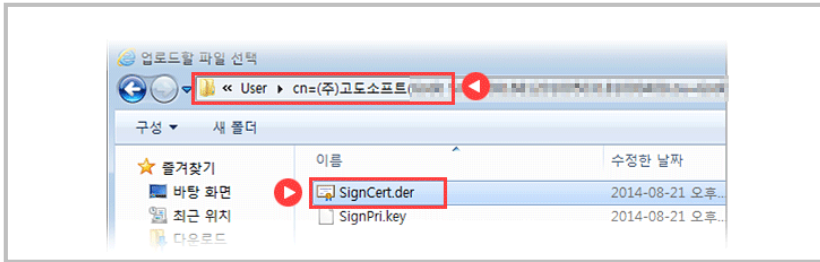 업로드할 파일 선택
« User ▸ cn=(주)고도소프트(
구성 ▼ 새 폴더
즐겨찾기
바탕 화면
최근 위치
다운로드
이름 수정한 날짜
SignCert.der 2014-08-21 오후...
SignPri.key 2014-08-21 오후...